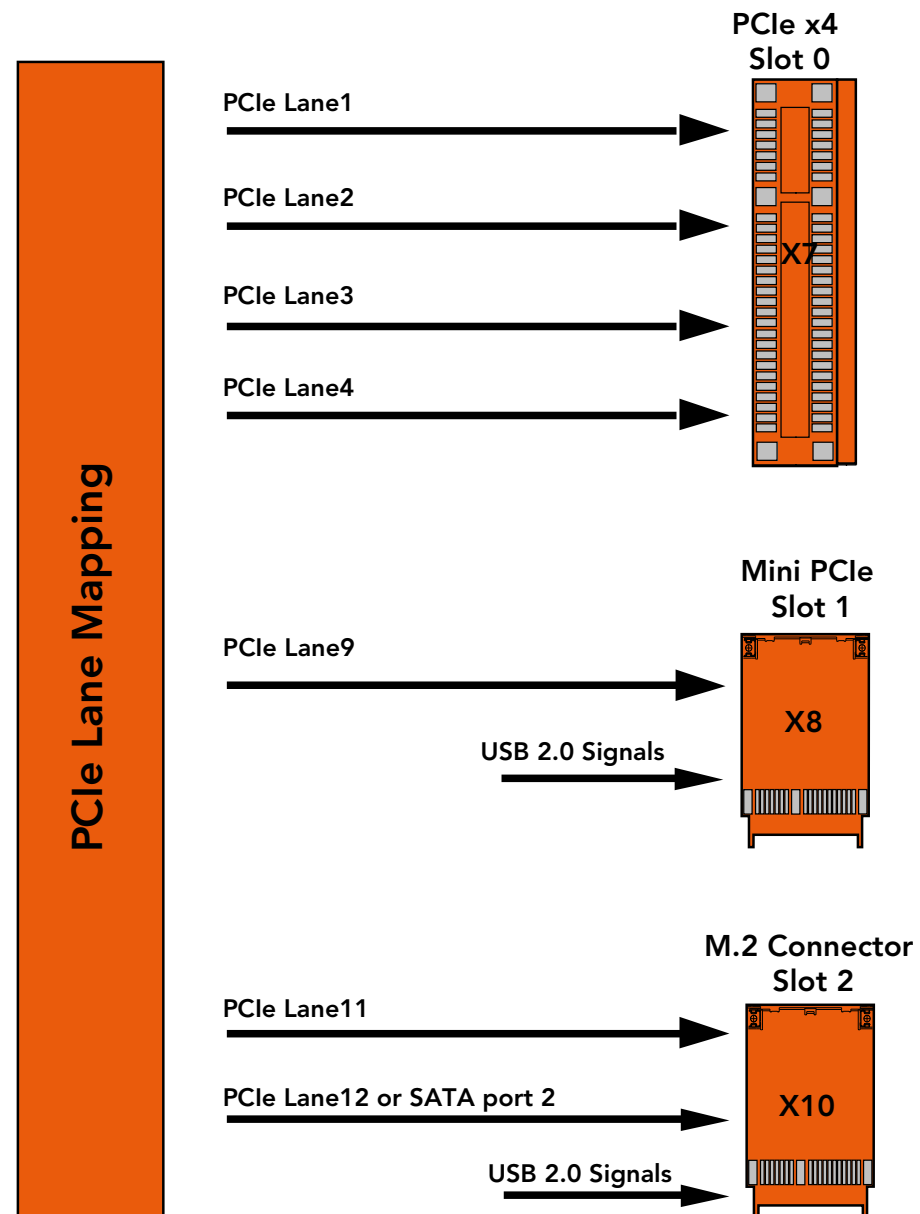 PCIe x4
Slot 0
PCIe Lane1
PCIe Lane2
X7
PCIe Lane3
PCIe Lane4
PCIe Lane Mapping
Mini PCIe
Slot 1
PCIe Lane9
X8
USB 2.0 Signals
M.2 Connector
Slot 2
PCIe Lane11
PCIe Lane12 or SATA port 2
X10
USB 2.0 Signals